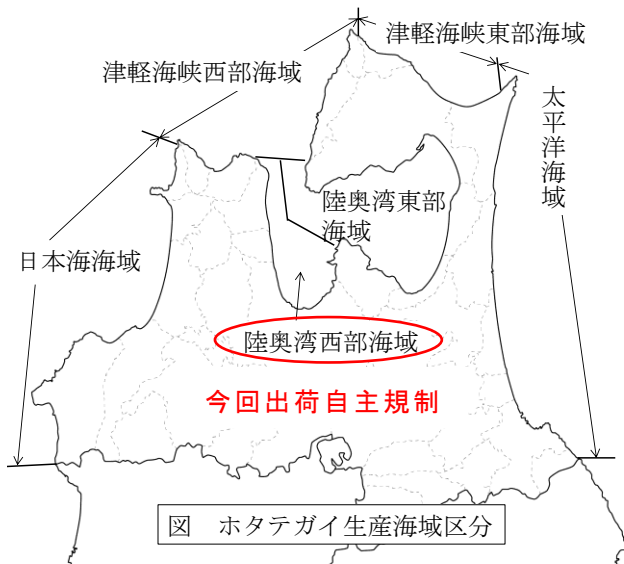 津軽海峡東部海域
津軽海峡西部海域
太平洋海域
陸奥湾東部
海域
日本海海域
陸奥湾西部海域
今回出荷自主規制
図　ホタテガイ生産海域区分